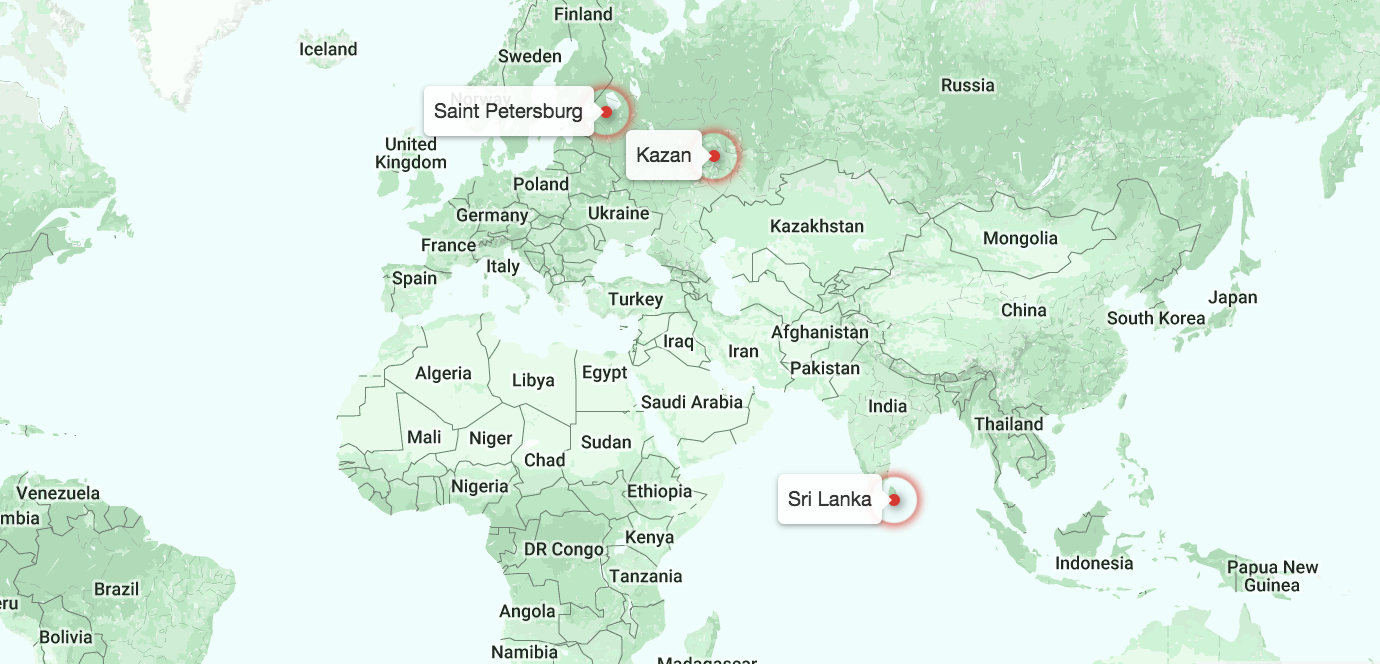 Finland
Iceland
Sweden
Russia
Norway
Saint Petersburg
United
Kingdom
Kazan
Poland
Germany
Ukraine
Kazakhstan
Mongolia
France
Italy
Spain
Turkey
Japan
China
South Korea
Afghanistan
Iraq
Iran
Pakistan
Algeria
Libya
Egypt
Saudi Arabia
India
Thailand
Mali
Niger
Sudan
Chad
Nigeria
Ethiopia
Venezuela
Sri Lanka
mbia
Kenya
DR Congo
Indonesia
Papua New
Guinea
Tanzania
Brazil
eru
Angola
Bolivia
Namibia
Madagascar